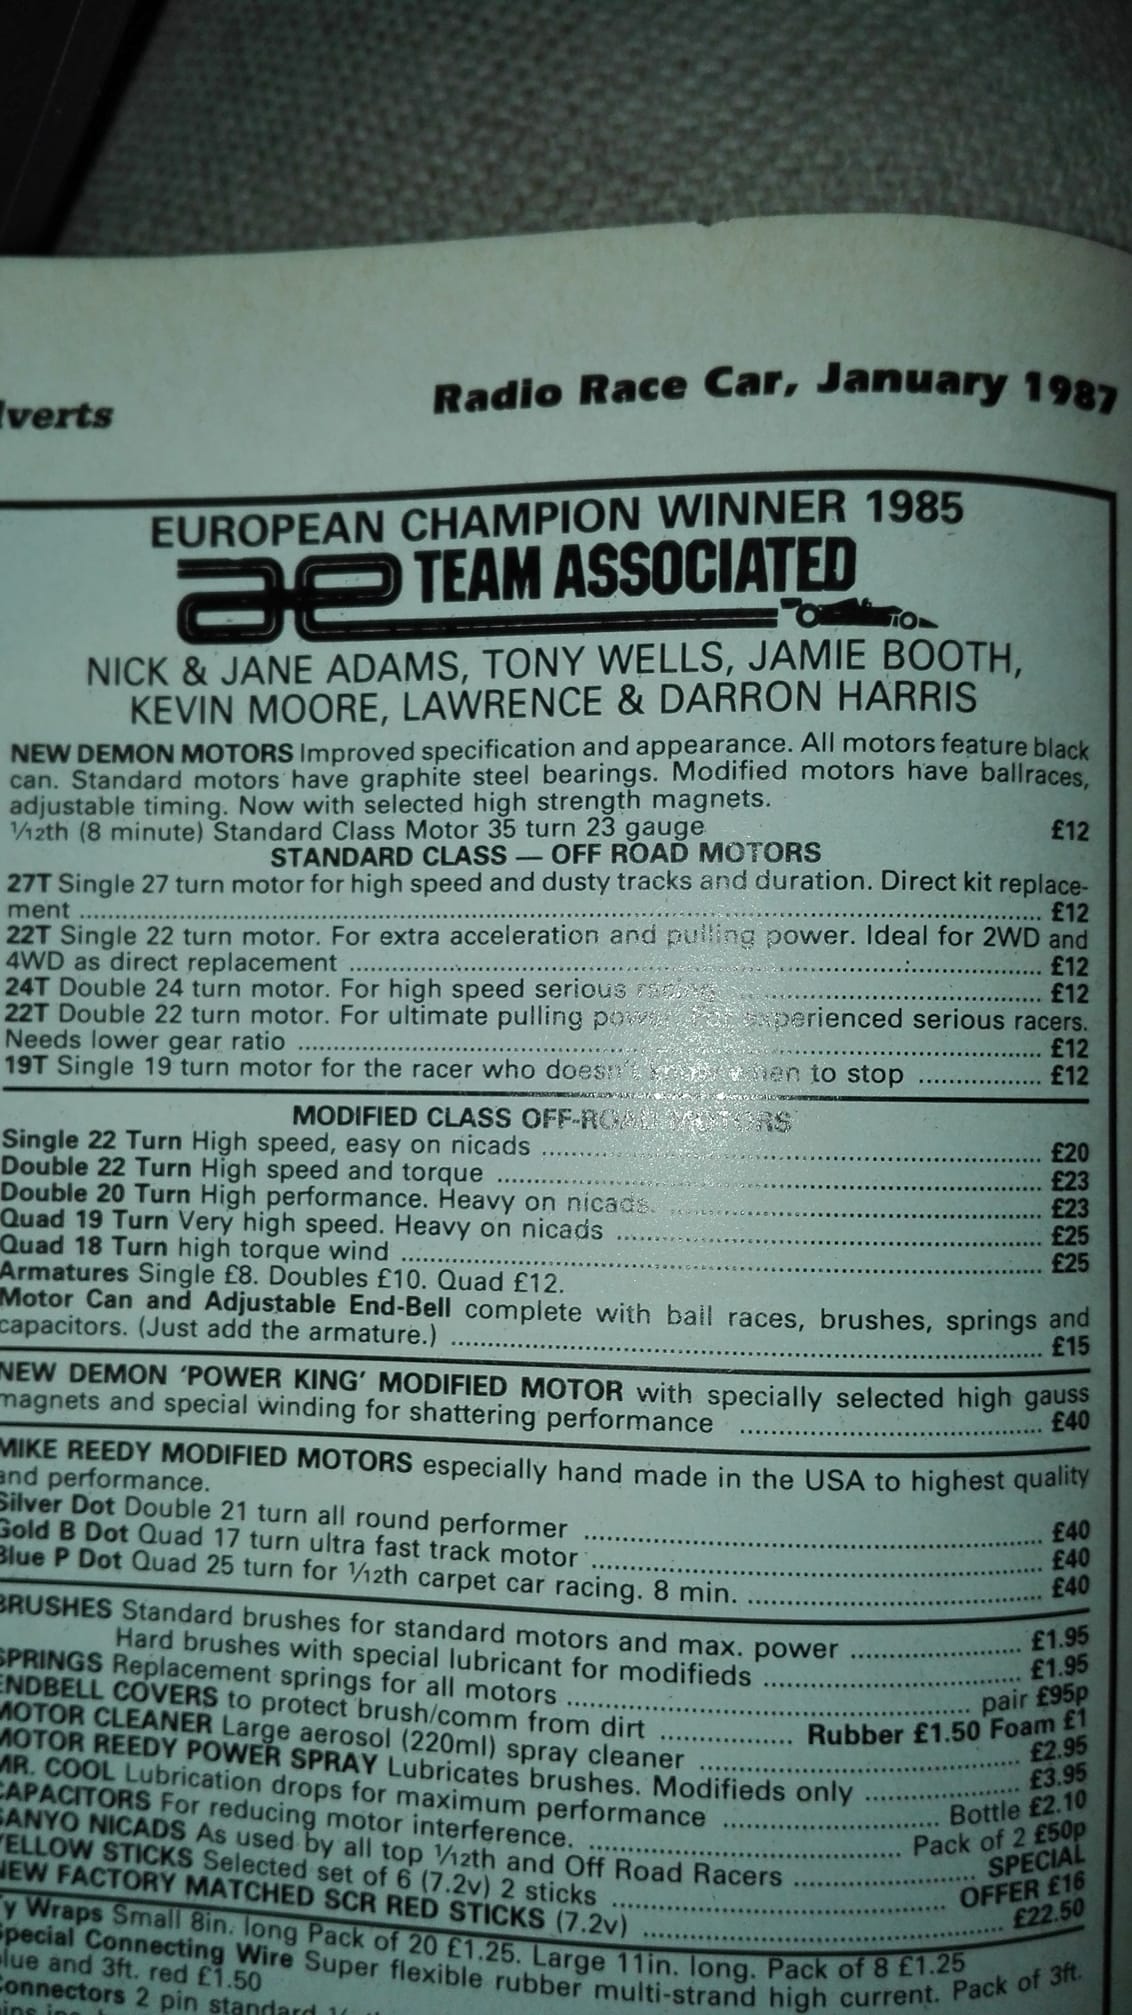 lverts
Radio Race Car, January 1987
EUROPEAN CHAMPION WINNER 1985
ae TEAM ASSOCIATED
NICK & JANE ADAMS, TONY WELLS, JAMIE BOOTH,
KEVIN MOORE, LAWRENCE & DARRON HARRIS
NEW DEMON MOTORS Improved specification and appearance. All motors feature black
can. Standard motors have graphite steel bearings. Modified motors have ballraces,
adjustable timing. Now with selected high strength magnets.
1/12th (8 minute) Standard Class Motor 35 turn 23 gauge £12
STANDARD CLASS — OFF ROAD MOTORS
27T Single 27 turn motor for high speed and dusty tracks and duration. Direct kit replace-
ment ........ £12
22T Single 22 turn motor. For extra acceleration and pulling power. Ideal for 2WD and
4WD as direct replacement ........ £12
24T Double 24 turn motor. For high speed serious racing ........ £12
22T Double 22 turn motor. For ultimate pulling power. For experienced serious racers.
Needs lower gear ratio ........ £12
19T Single 19 turn motor for the racer who doesn't know when to stop ........ £12
MODIFIED CLASS OFF-ROAD MOTORS
Single 22 Turn High speed, easy on nicads ........ £20
Double 22 Turn High speed and torque ........ £23
Double 20 Turn High performance. Heavy on nicads. ........ £23
Quad 19 Turn Very high speed. Heavy on nicads ........ £25
Quad 18 Turn high torque wind ........ £25
Armatures Single £8. Doubles £10. Quad £12.
Motor Can and Adjustable End-Bell complete with ball races, brushes, springs and
capacitors. (Just add the armature.) ........ £15
NEW DEMON 'POWER KING' MODIFIED MOTOR with specially selected high gauss
magnets and special winding for shattering performance ........ £40
MIKE REEDY MODIFIED MOTORS especially hand made in the USA to highest quality
and performance.
Silver Dot Double 21 turn all round performer ........ £40
Gold B Dot Quad 17 turn ultra fast track motor ........ £40
Blue P Dot Quad 25 turn for 1/12th carpet car racing. 8 min. ........ £40
BRUSHES Standard brushes for standard motors and max. power ........ £1.95
Hard brushes with special lubricant for modifieds ........ £1.95
SPRINGS Replacement springs for all motors ........ pair £95p
ENDBELL COVERS to protect brush/comm from dirt ........ Rubber £1.50 Foam £1
MOTOR CLEANER Large aerosol (220ml) spray cleaner ........ £2.95
MOTOR REEDY POWER SPRAY Lubricates brushes. Modifieds only ........ £3.95
MR. COOL Lubrication drops for maximum performance ........ Bottle £2.10
CAPACITORS For reducing motor interference. ........ Pack of 2 £50p
SANYO NICADS As used by all top 1/12th and Off Road Racers ........ SPECIAL
YELLOW STICKS Selected set of 6 (7.2v) 2 sticks ........ OFFER £16
NEW FACTORY MATCHED SCR RED STICKS (7.2v) ........ £22.50
Ty Wraps Small 8in. long Pack of 20 £1.25. Large 11in. long. Pack of 8 £1.25
Special Connecting Wire Super flexible rubber multi-strand high current. Pack of 3ft.
blue and 3ft. red £1.50
Connectors 2 pin standard